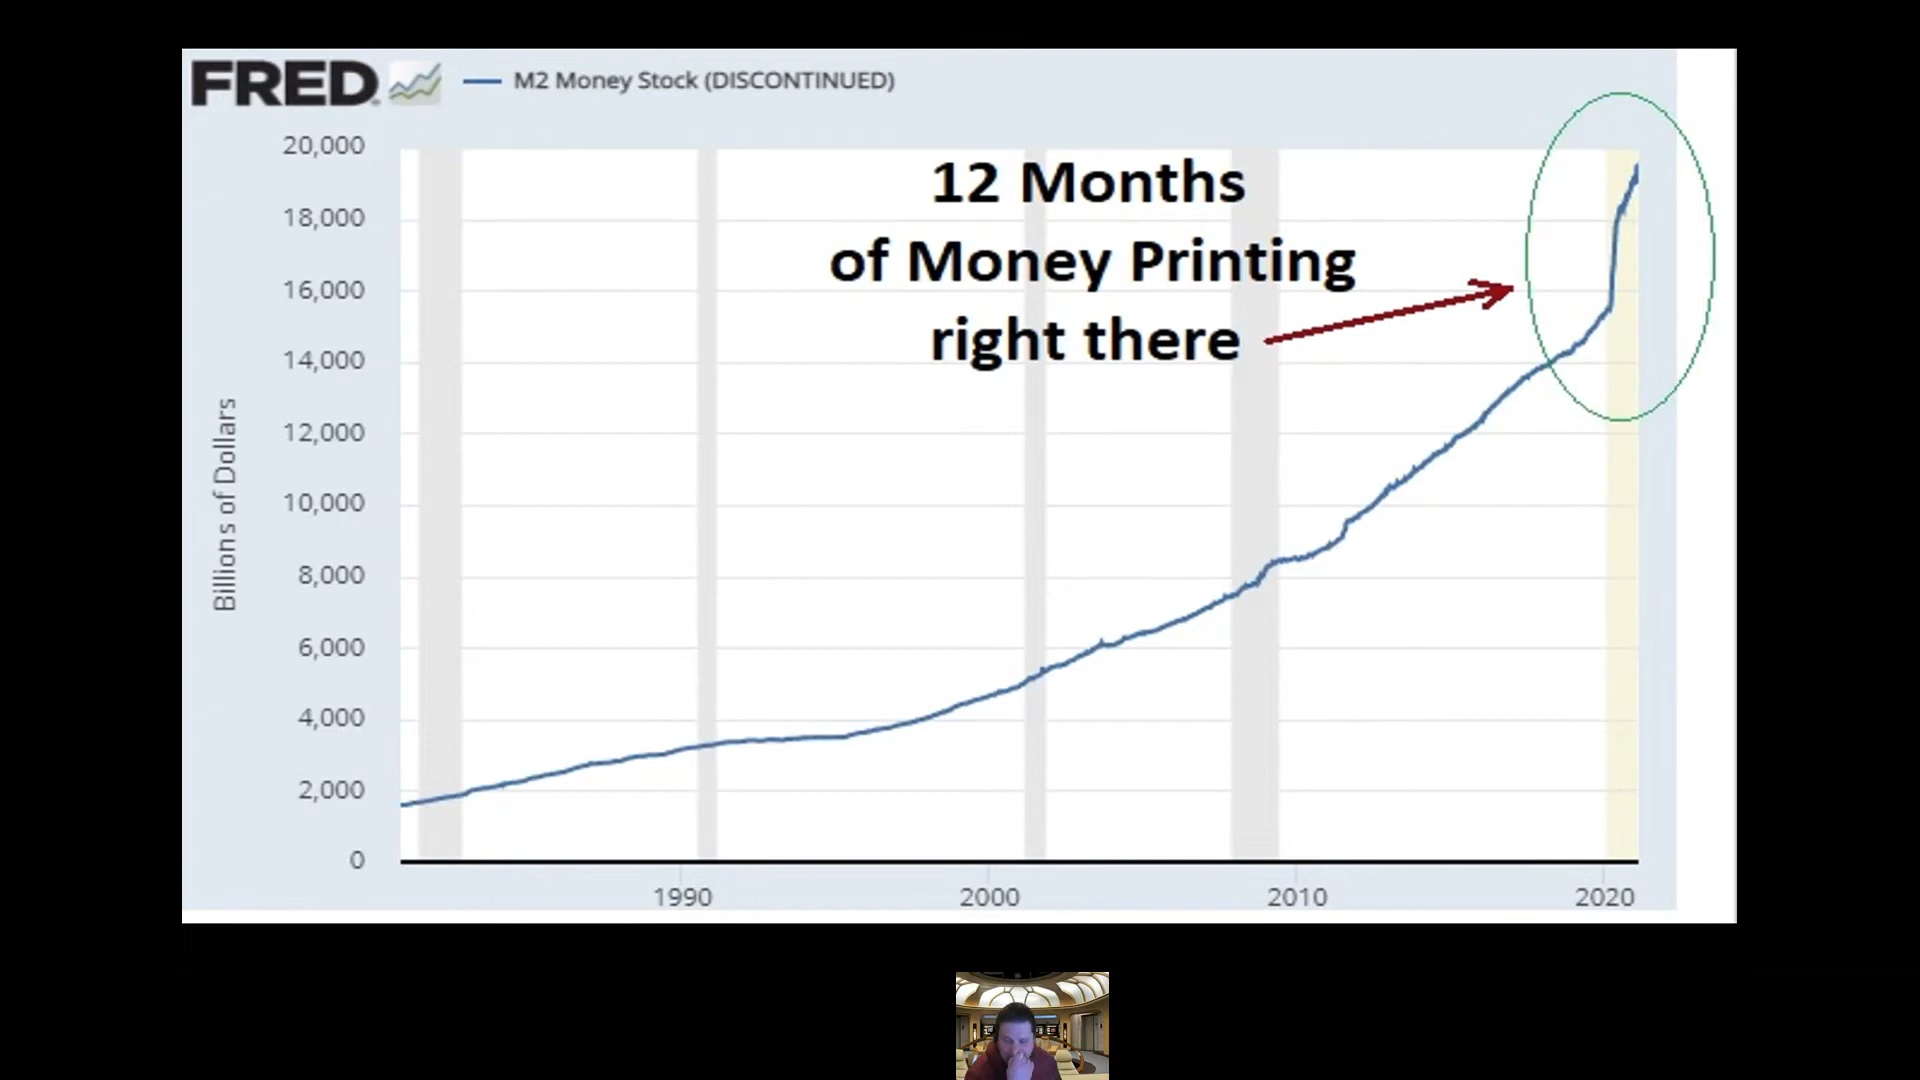 FRED
M2 Money Stock (DISCONTINUED)
20,000
18,000
16,000
14,000
12,000
10,000
8,000
6,000
4,000
2,000
0
Billions of Dollars
12 Months
of Money Printing
right there
1990
2000
2010
2020